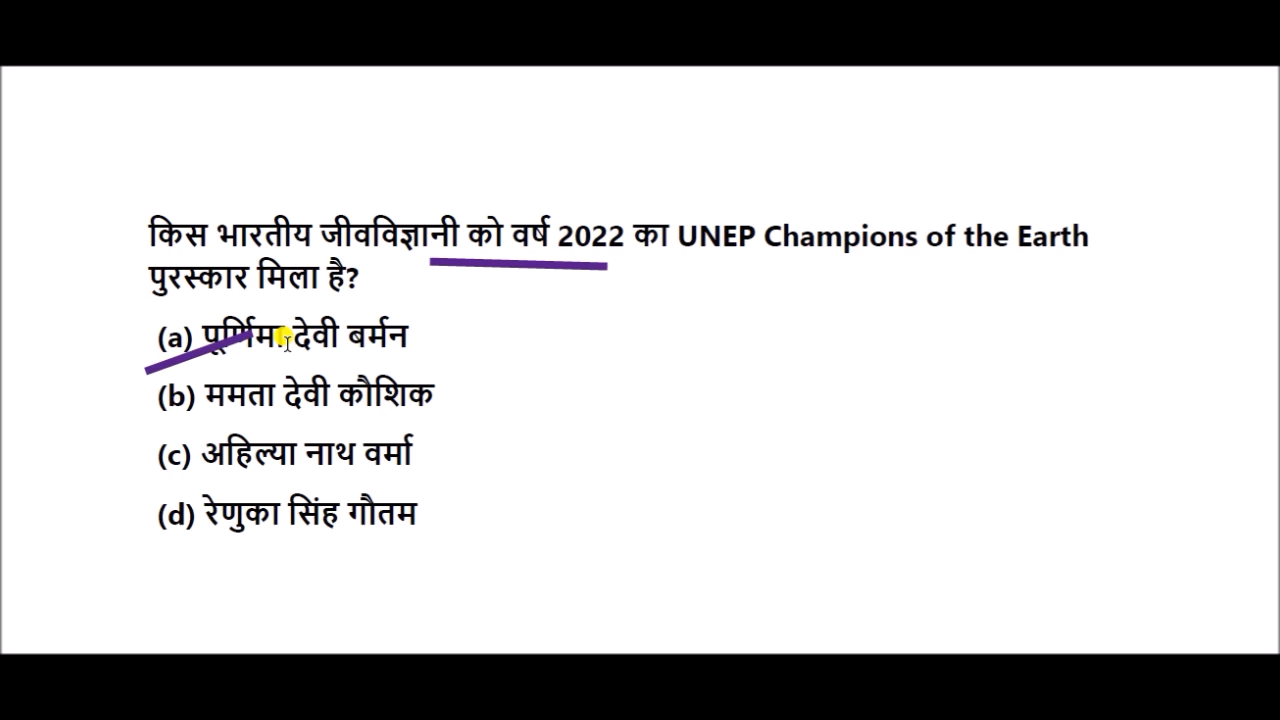 किस भारतीय जीवविज्ञानी को वर्ष 2022 का UNEP Champions of the Earth
पुरस्कार मिला है?
(a) पूर्णिमा देवी बर्मन
(b) ममता देवी कौशिक
(c) अहिल्या नाथ वर्मा
(d) रेणुका सिंह गौतम